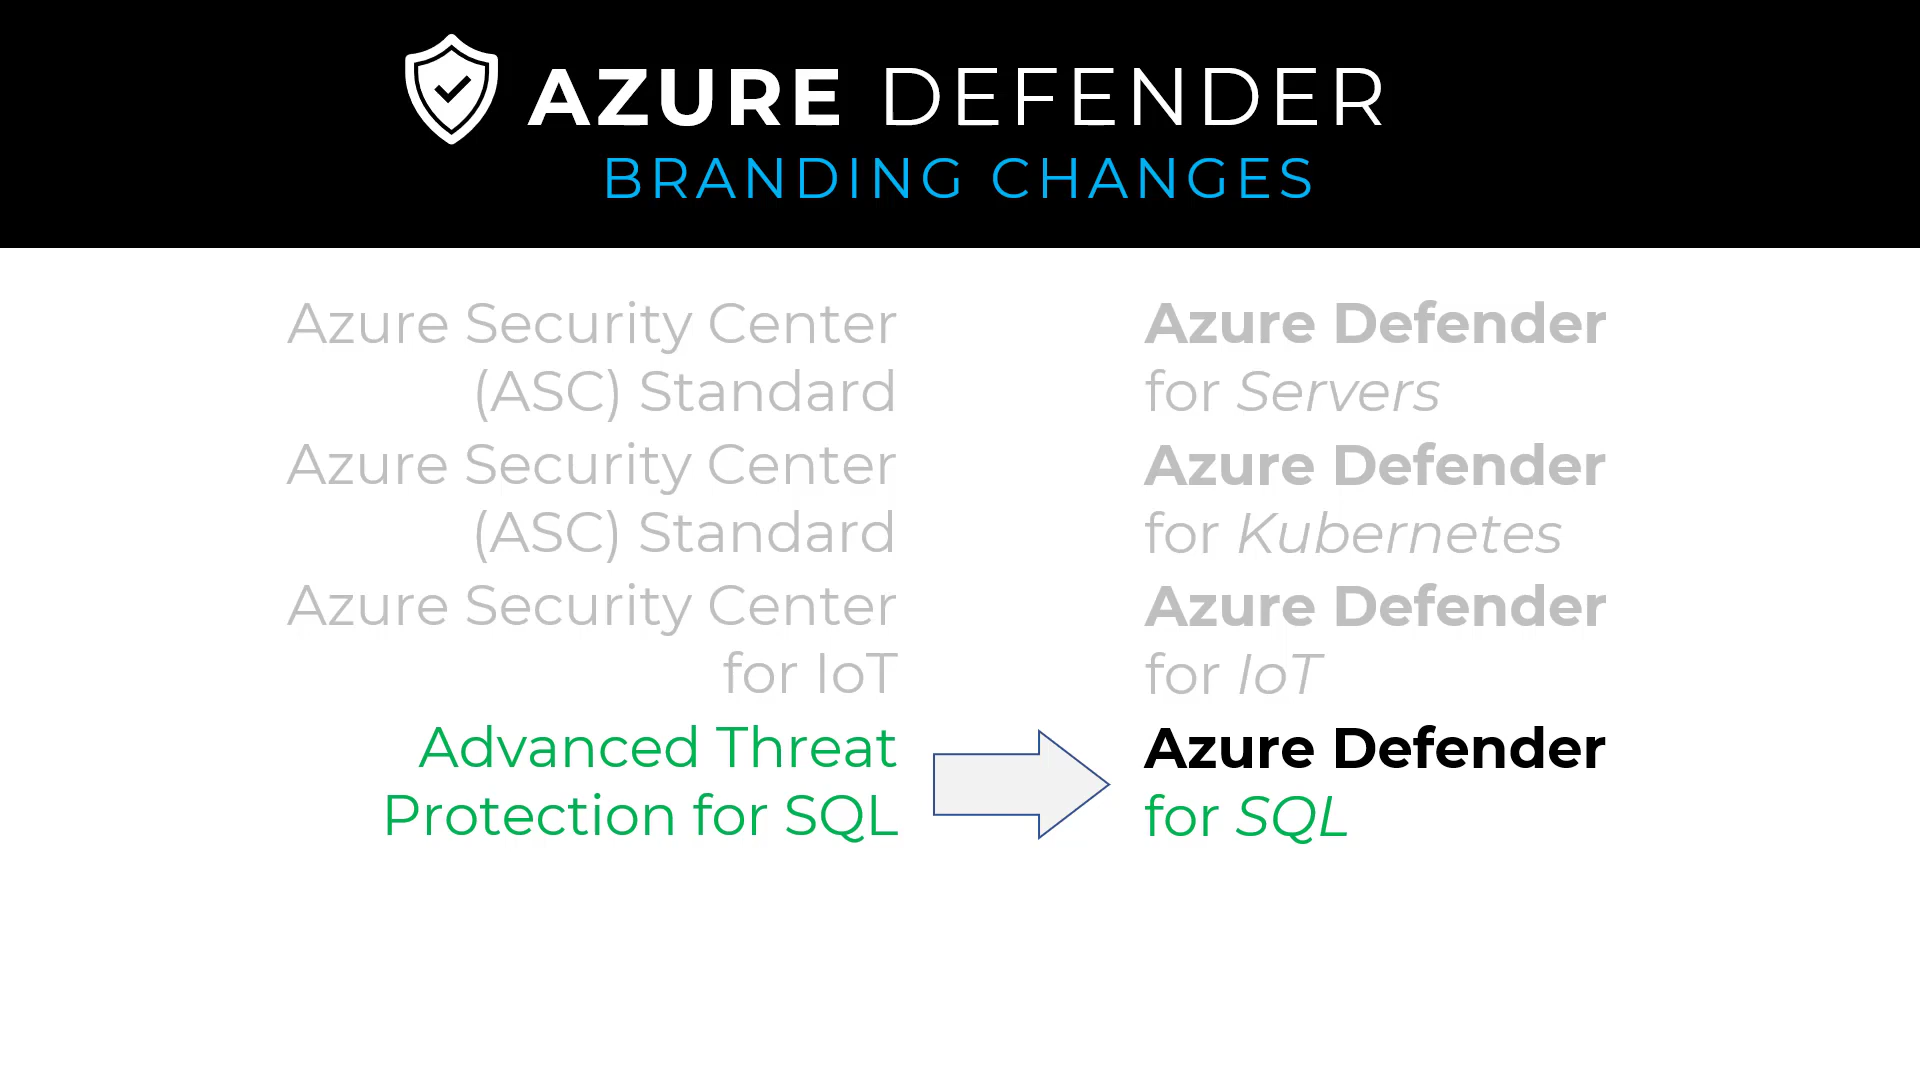 AZURE DEFENDER
BRANDING CHANGES
Azure Security Center
(ASC) Standard
Azure Defender
for Servers
Azure Security Center
(ASC) Standard
Azure Defender
for Kubernetes
Azure Security Center
for IoT
Azure Defender
for IoT
Advanced Threat
Protection for SQL
Azure Defender
for SQL